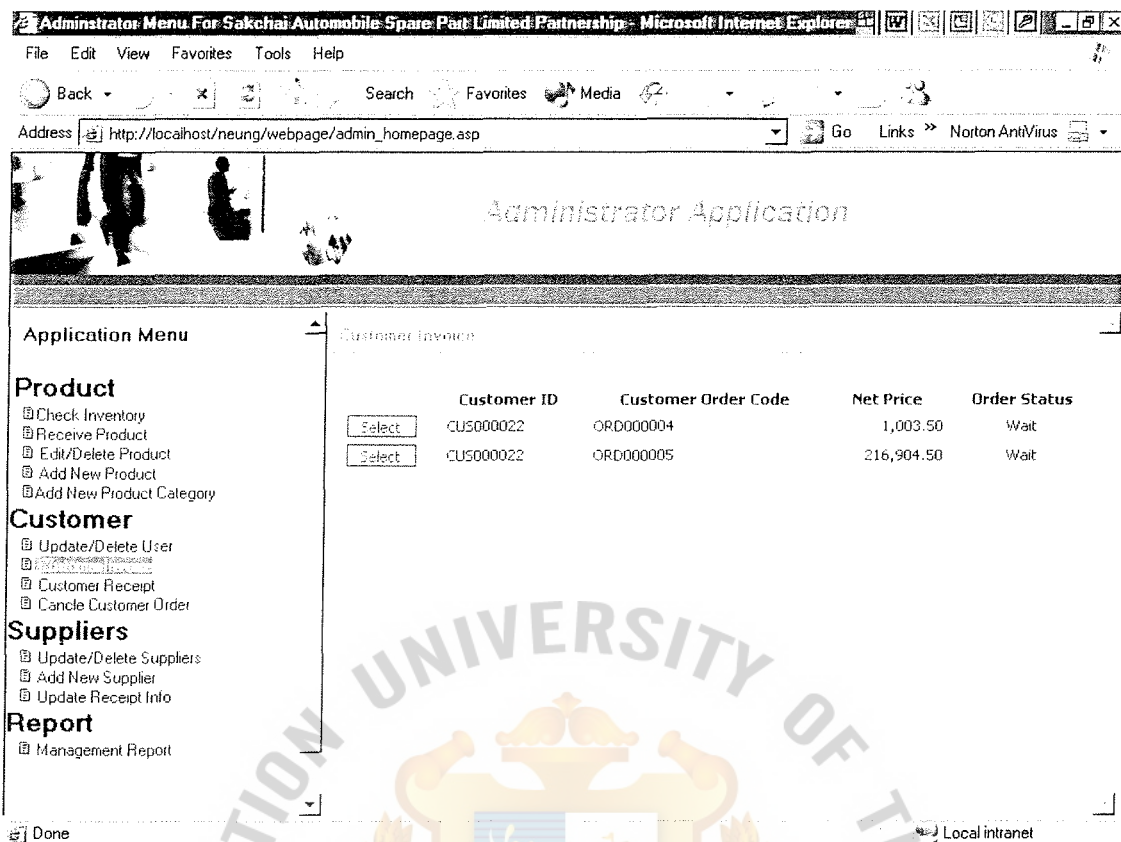 Adminstrator Menu For Sakchai Automobile Spare Part Limited Partnership - Microsoft Internet Explorer
File Edit View Favorites Tools Help
Back Search Favorites Media
Address http://localhost/neung/webpage/admin_homepage.asp Go Links » Norton AntiVirus
Administrator Application
Application Menu
Customer Invoice
Product
Check Inventory
Receive Product
Edit/Delete Product
Add New Product
Add New Product Category
Customer
Update/Delete User
Customer Receipt
Cancle Customer Order
Suppliers
Update/Delete Suppliers
Add New Supplier
Update Receipt Info
Report
Management Report
Customer ID Customer Order Code Net Price Order Status
Select CUS000022 ORD000004 1,003.50 Wait
Select CUS000022 ORD000005 216,904.50 Wait
UNIVERSITY OF
Done Local intranet